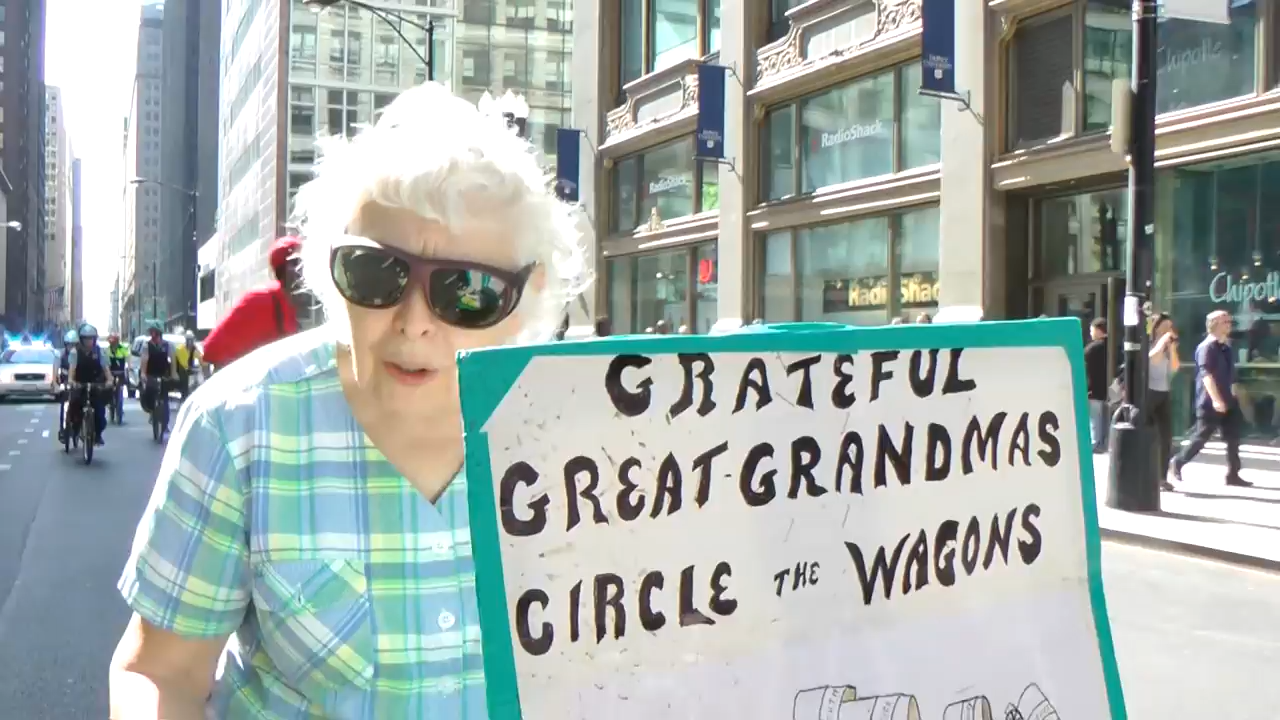 GRATEFUL
GREAT-GRANDMAS
CIRCLE THE WAGONS
RadioShack
RadioShack
RadioShack
Chipotle
Chipotle